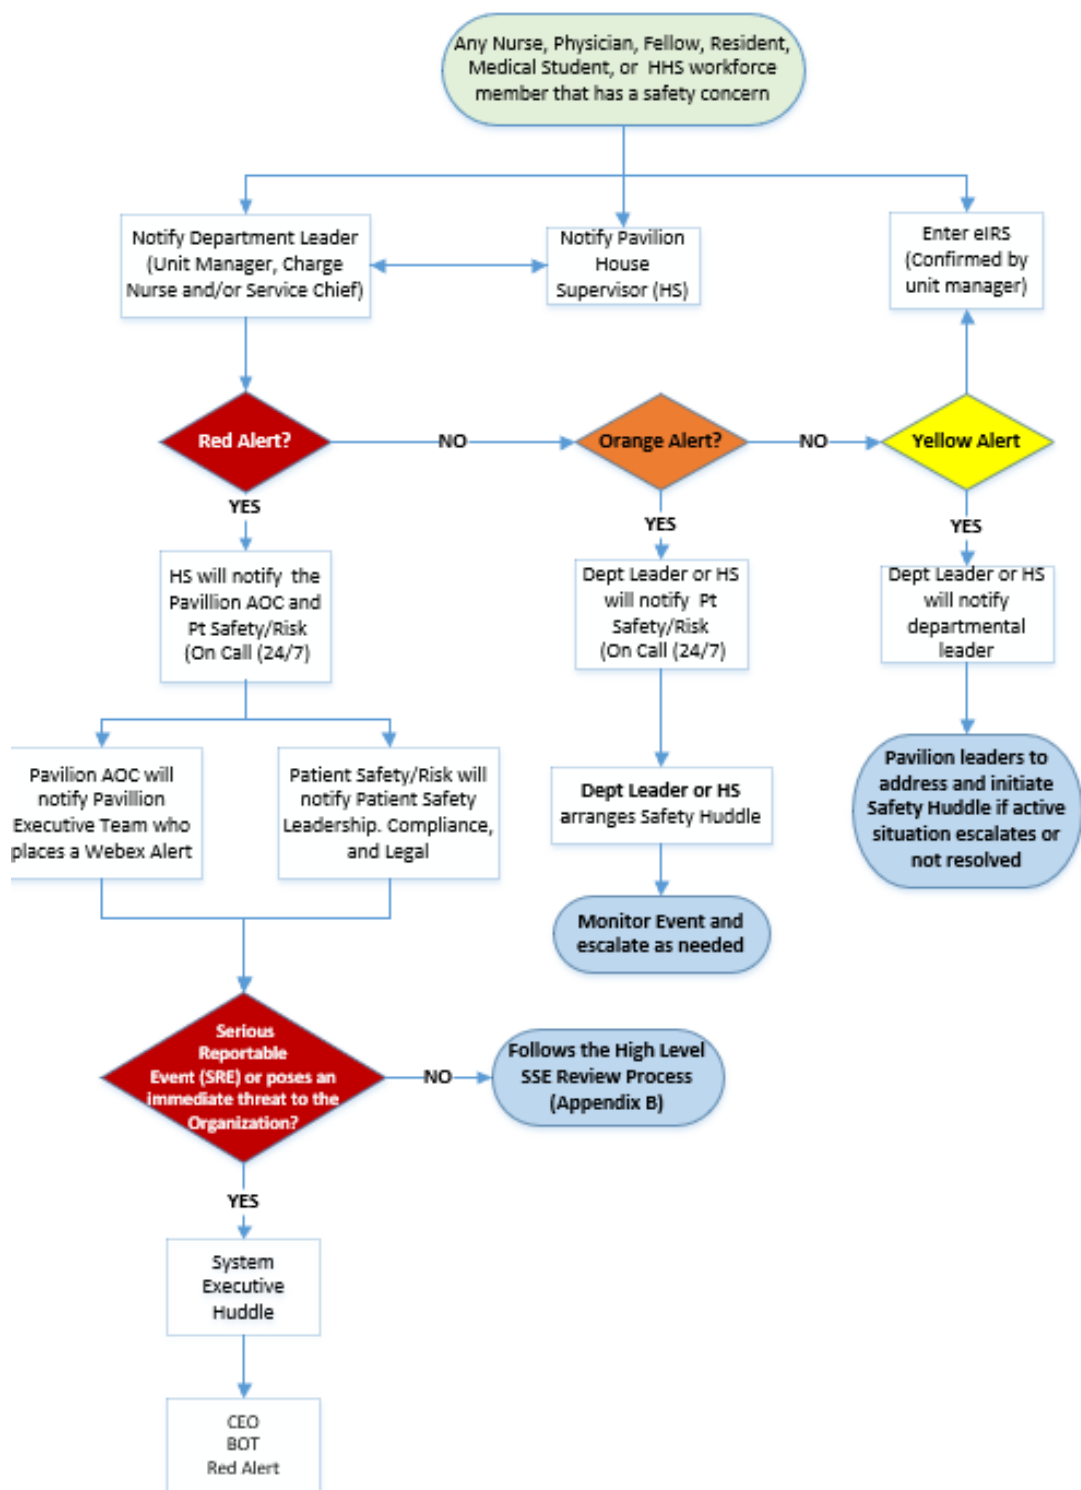 Any Nurse, Physician, Fellow, Resident,
Medical Student, or HHS workforce
member that has a safety concern
Notify Department Leader
(Unit Manager, Charge
Nurse and/or Service Chief)
Notify Pavilion
House
Supervisor (HS)
Enter eIRS
(Confirmed by
unit manager)
Red Alert?
NO
Orange Alert?
NO
Yellow Alert
YES
YES
YES
HS will notify the
Pavillion AOC and
Pt Safety/Risk
(On Call (24/7)
Dept Leader or HS
will notify Pt
Safety/Risk
(On Call (24/7)
Dept Leader or HS
will notify
departmental
leader
Pavilion AOC will
notify Pavillion
Executive Team who
places a Webex Alert
Patient Safety/Risk will
notify Patient Safety
Leadership. Compliance,
and Legal
Dept Leader or HS
arranges Safety Huddle
Pavilion leaders to
address and initiate
Safety Huddle if active
situation escalates or
not resolved
Monitor Event and
escalate as needed
Serious
Reportable
Event (SRE) or poses an
immediate threat to the
Organization?
NO
Follows the High Level
SSE Review Process
(Appendix B)
YES
System
Executive
Huddle
CEO
BOT
Red Alert